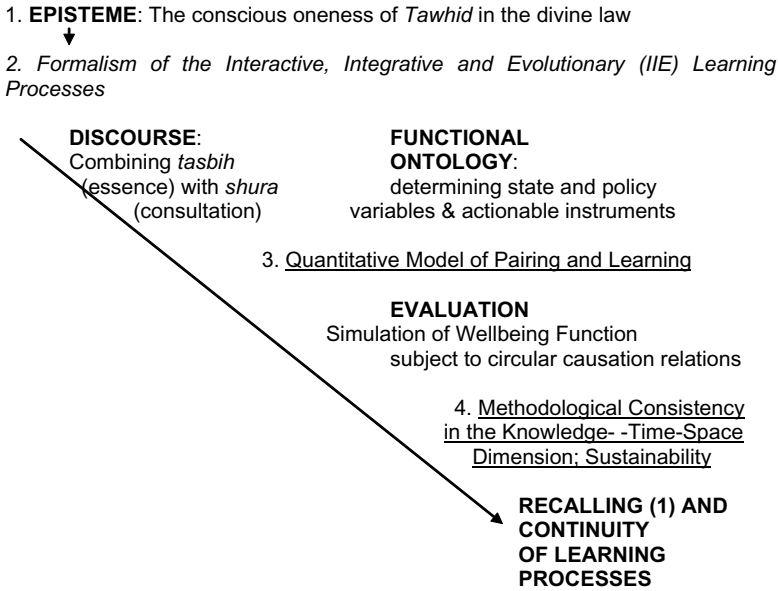 1. EPISTEME: The conscious oneness of Tawhid in the divine law
2. Formalism of the Interactive, Integrative and Evolutionary (IIE) Learning
Processes
DISCOURSE:
Combining tasbih
(essence) with shura
(consultation)
FUNCTIONAL
ONTOLOGY:
determining state and policy
variables & actionable instruments
3. Quantitative Model of Pairing and Learning
EVALUATION
Simulation of Wellbeing Function
subject to circular causation relations
4. Methodological Consistency
in the Knowledge- -Time-Space
Dimension; Sustainability
RECALLING (1) AND
CONTINUITY
OF LEARNING
PROCESSES